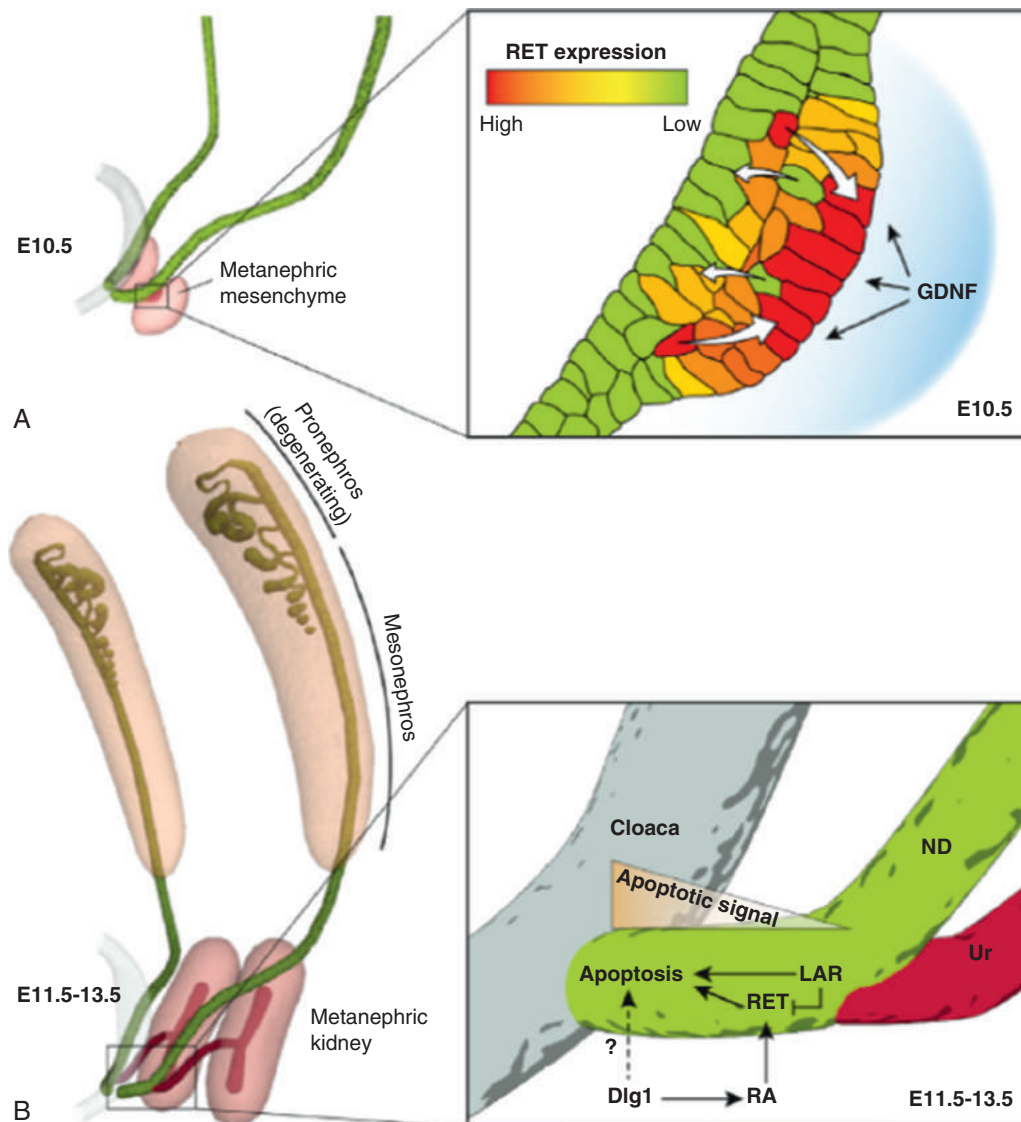 RET expression
High
Low
E10.5
Metanephric
mesenchyme
GDNF
E10.5
A
Pronephros
(degenerating)
Mesonephros
Cloaca
ND
Apoptotic signal
Ur
Apoptosis
LAR
RET
E11.5-13.5
Metanephric
kidney
?
Dlg1
RA
E11.5-13.5
B